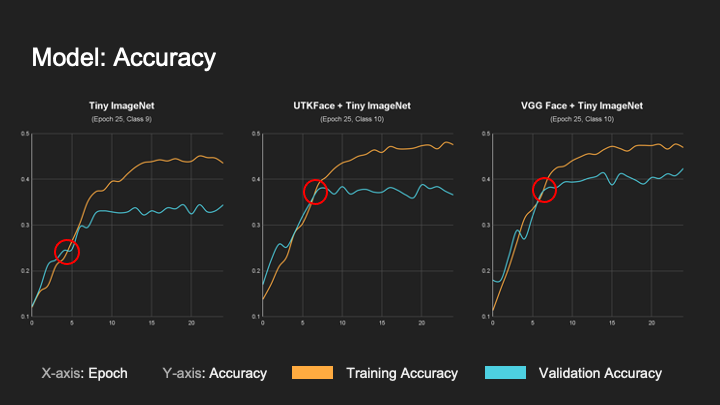 Model: Accuracy
Tiny ImageNet
(Epoch 25, Class 9)
0.5
0.4
0.3
0.2
0.1
0 5 10 15 20
UTKFace + Tiny ImageNet
(Epoch 25, Class 10)
0.5
0.4
0.3
0.2
0.1
0 5 10 15 20
VGG Face + Tiny ImageNet
(Epoch 25, Class 10)
0.5
0.4
0.3
0.2
0.1
0 5 10 15 20
X-axis: Epoch Y-axis: Accuracy Training Accuracy Validation Accuracy